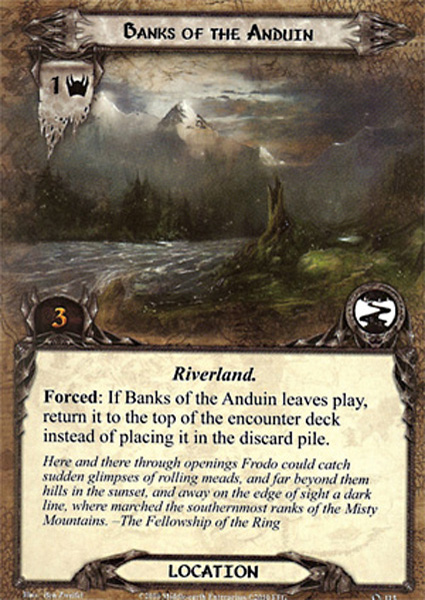 Banks of the Anduin
1
3
Riverland.
Forced: If Banks of the Anduin leaves play,
return it to the top of the encounter deck
instead of placing it in the discard pile.
Here and there through openings Frodo could catch
sudden glimpses of rolling meads, and far beyond them
hills in the sunset, and away on the edge of sight a dark
line, where marched the southernmost ranks of the Misty
Mountains. –The Fellowship of the Ring
LOCATION